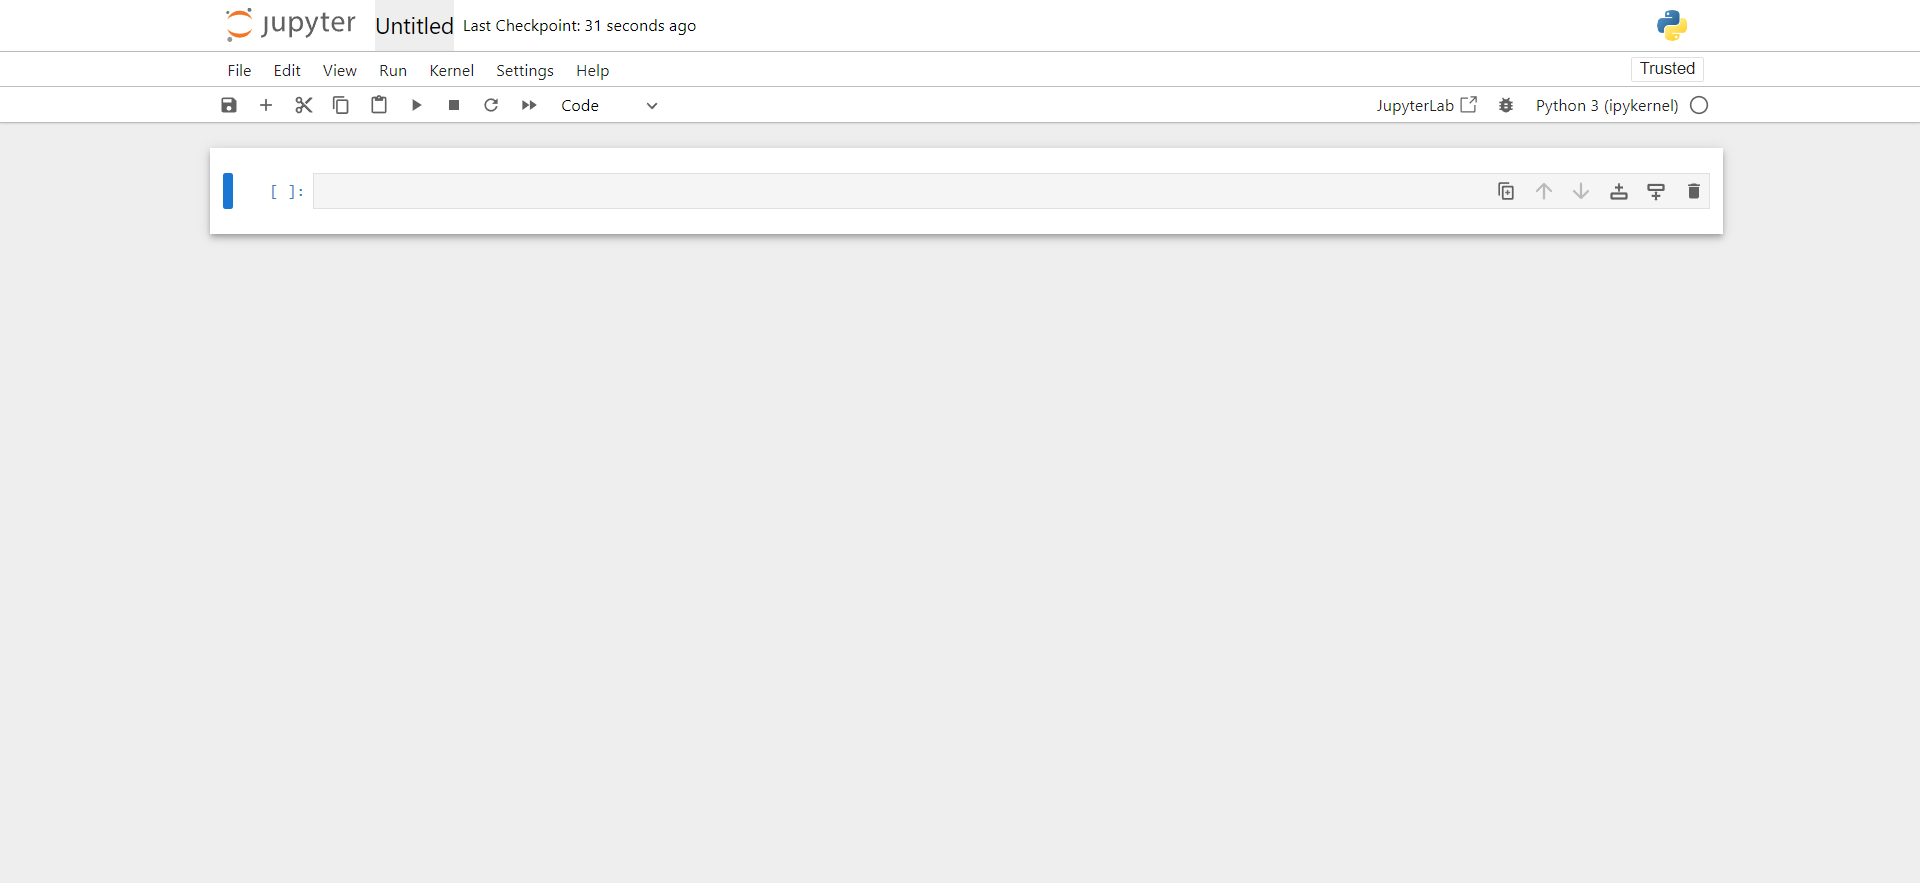 jupyter Untitled Last Checkpoint: 31 seconds ago
File Edit View Run Kernel Settings Help Trusted
Code JupyterLab Python 3 (ipykernel)
[ ]: